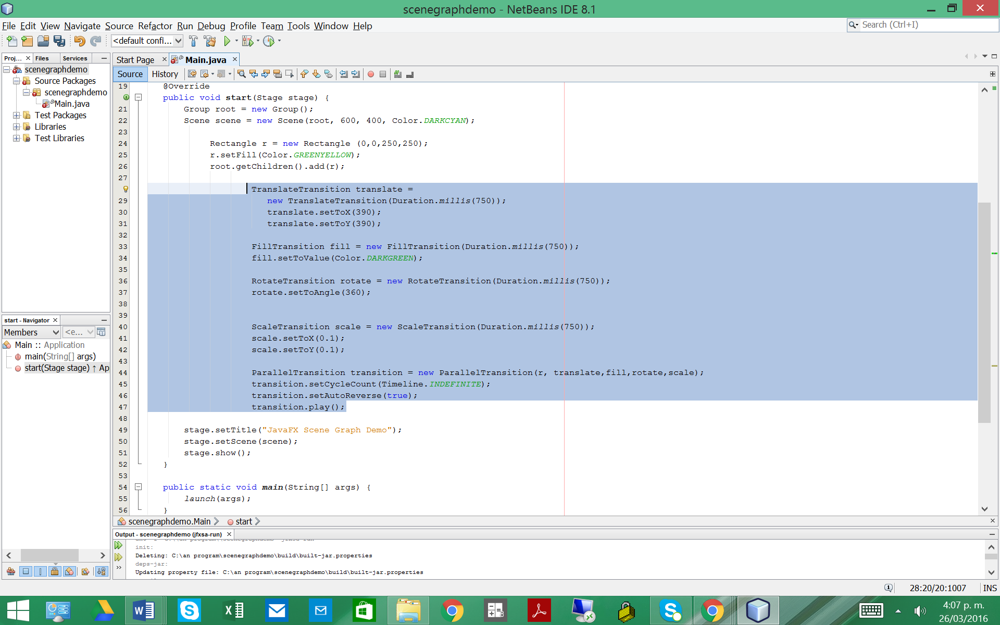 scenegraphdemo - NetBeans IDE 8.1
File Edit View Navigate Source Refactor Run Debug Profile Team Tools Window Help
Search (Ctrl+I)
<default confi...
Proj... Files Services
Start Page Main.java
Source History
scenegraphdemo
Source Packages
scenegraphdemo
Main.java
Test Packages
Libraries
Test Libraries
19 @Override
public void start(Stage stage) {
21 Group root = new Group();
22 Scene scene = new Scene(root, 600, 400, Color.DARKCYAN);
23
24 Rectangle r = new Rectangle (0,0,250,250);
25 r.setFill(Color.GREENYELLOW);
26 root.getChildren().add(r);
27
TranslateTransition translate =
29 new TranslateTransition(Duration.millis(750));
30 translate.setToX(390);
31 translate.setToY(390);
32
33 FillTransition fill = new FillTransition(Duration.millis(750));
34 fill.setToValue(Color.DARKGREEN);
35
36 RotateTransition rotate = new RotateTransition(Duration.millis(750));
37 rotate.setToAngle(360);
38
39
40 ScaleTransition scale = new ScaleTransition(Duration.millis(750));
41 scale.setToX(0.1);
42 scale.setToY(0.1);
43
44 ParallelTransition transition = new ParallelTransition(r, translate,fill,rotate,scale);
45 transition.setCycleCount(Timeline.INDEFINITE);
46 transition.setAutoReverse(true);
47 transition.play();
48
49 stage.setTitle("JavaFX Scene Graph Demo");
50 stage.setScene(scene);
51 stage.show();
52 }
53
54 public static void main(String[] args) {
55 launch(args);
56 }
start - Navigator
Members <e...
Main :: Application
main(String[] args)
start(Stage stage) ↑ Ap
scenegraphdemo.Main start
Output - scenegraphdemo (jfxsa-run)
init:
Deleting: C:\an program\scenegraphdemo\build\built-jar.properties
deps-jar:
Updating property file: C:\an program\scenegraphdemo\build\built-jar.properties
28:20/20:1007 INS
4:07 p. m.
26/03/2016